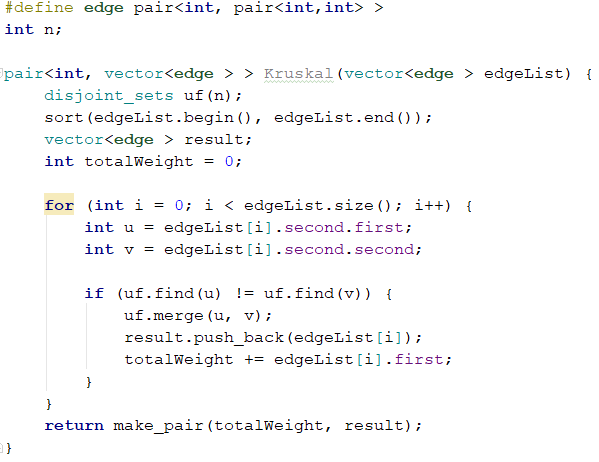 #define edge pair<int, pair<int,int> >
int n;

pair<int, vector<edge > > Kruskal(vector<edge > edgeList) {
    disjoint_sets uf(n);
    sort(edgeList.begin(), edgeList.end());
    vector<edge > result;
    int totalWeight = 0;

    for (int i = 0; i < edgeList.size(); i++) {
        int u = edgeList[i].second.first;
        int v = edgeList[i].second.second;

        if (uf.find(u) != uf.find(v)) {
            uf.merge(u, v);
            result.push_back(edgeList[i]);
            totalWeight += edgeList[i].first;
        }
    }
    return make_pair(totalWeight, result);
}